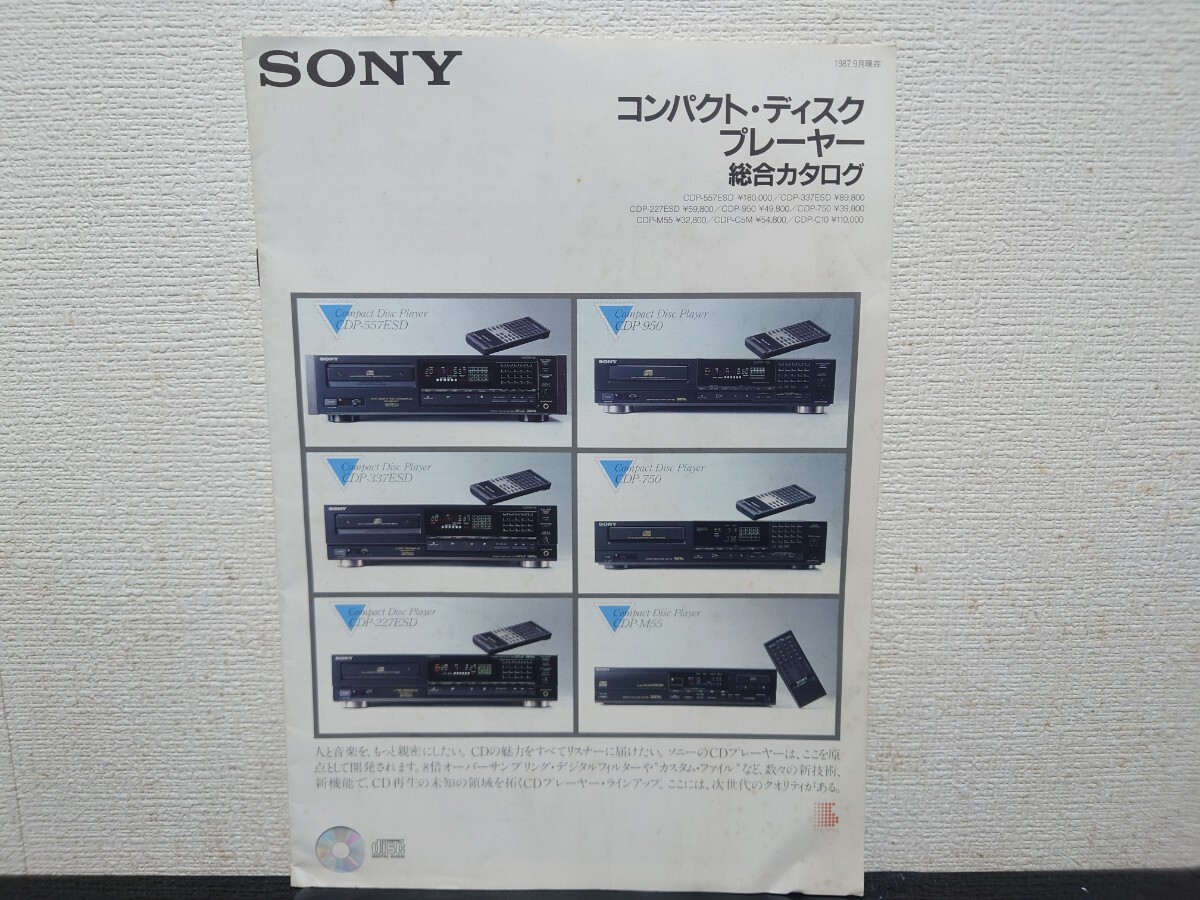 SONY
1987.9月現在
コンパクト・ディスク
プレーヤー
総合カタログ
CDP-557ESD ¥180,000／CDP-337ESD ¥89,800
CDP-227ESD ¥59,800／CDP-950 ¥49,800／CDP-750 ¥39,800
CDP-M55 ¥32,800／CDP-C5M ¥54,800／CDP-C10 ¥110,000
Compact Disc Player
CDP-557ESD
SONY
Compact Disc Player
CDP-950
SONY
Compact Disc Player
CDP-337ESD
SONY
Compact Disc Player
CDP-750
SONY
Compact Disc Player
CDP-227ESD
SONY
Compact Disc Player
CDP-M55
SONY
人と音楽を、もっと親密にしたい。CDの魅力をすべてリスナーに届けたい。ソニーのCDプレーヤーは、ここを原
点として開発されます。8倍オーバーサンプリング・デジタルフィルターや“カスタム・ファイル”など、数々の新技術、
新機能で、CD再生の未知の領域を拓くCDプレーヤー・ラインアップ。ここには、次世代のクオリティがある。
disc
DIGITAL AUDIO